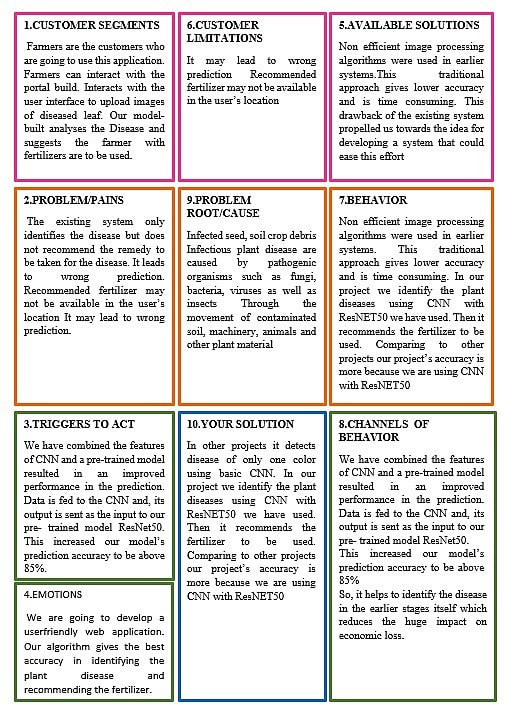 1.CUSTOMER SEGMENTS
Farmers are the customers who
are going to use this application.
Farmers can interact with the
portal build. Interacts with the
user interface to upload images
of diseased leaf. Our model-
built analyses the Disease and
suggests the farmer with
fertilizers are to be used.
6.CUSTOMER
LIMITATIONS
It may lead to wrong
prediction Recommended
fertilizer may not be available
in the user's location
5.AVAILABLE SOLUTIONS
Non efficient image processing
algorithms were used in earlier
systems.This traditional
approach gives lower accuracy
and is time consuming. This
drawback of the existing system
propelled us towards the idea for
developing a system that could
ease this effort
2.PROBLEM/PAINS
The existing system only
identifies the disease but does
not recommend the remedy to
be taken for the disease. It leads
to wrong prediction.
Recommended fertilizer may
not be available in the user's
location It may lead to wrong
prediction.
9.PROBLEM
ROOT/CAUSE
Infected seed, soil crop debris
Infectious plant disease are
caused by pathogenic
organisms such as fungi,
bacteria, viruses as well as
insects Through the
movement of contaminated
soil, machinery, animals and
other plant material
7.BEHAVIOR
Non efficient image processing
algorithms were used in earlier
systems. This traditional
approach gives lower accuracy
and is time consuming. In our
project we identify the plant
diseases using CNN with
ResNET50 we have used. Then it
recommends the fertilizer to be
used. Comparing to other
projects our project's accuracy is
more because we are using CNN
with ResNET50
3.TRIGGERS TO ACT
We have combined the features
of CNN and a pre-trained model
resulted in an improved
performance in the prediction.
Data is fed to the CNN and, its
output is sent as the input to our
pre- trained model ResNet50.
This increased our model's
prediction accuracy to be above
85%.
4.EMOTIONS
We are going to develop a
userfriendly web application.
Our algorithm gives the best
accuracy in identifying the
plant disease and
recommending the fertilizer.
10.YOUR SOLUTION
In other projects it detects
disease of only one color
using basic CNN. In our
project we identify the plant
diseases using CNN with
ResNET50 we have used.
Then it recommends the
fertilizer to be used.
Comparing to other projects
our project's accuracy is
more because we are using
CNN with ResNET50
8.CHANNELS OF
BEHAVIOR
We have combined the features
of CNN and a pre-trained model
resulted in an improved
performance in the prediction.
Data is fed to the CNN and, its
output is sent as the input to our
pre- trained model ResNet50.
This increased our model's
prediction accuracy to be above
85%
So, it helps to identify the disease
in the earlier stages itself which
reduces the huge impact on
economic loss.